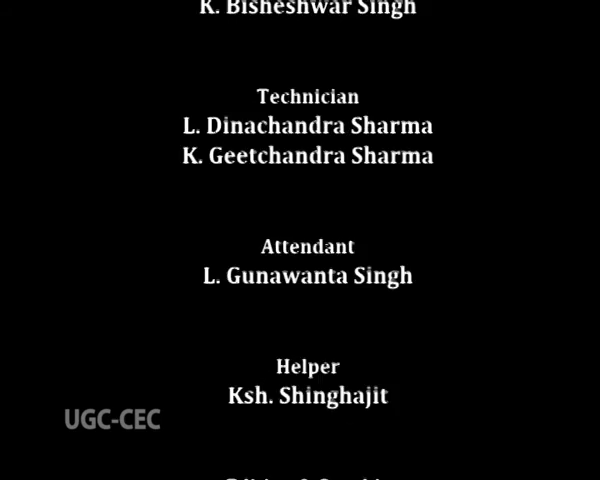 K. Bisheshwar Singh
Technician
L. Dinachandra Sharma
K. Geetchandra Sharma
Attendant
L. Gunawanta Singh
Helper
Ksh. Shinghajit
UGC-CEC